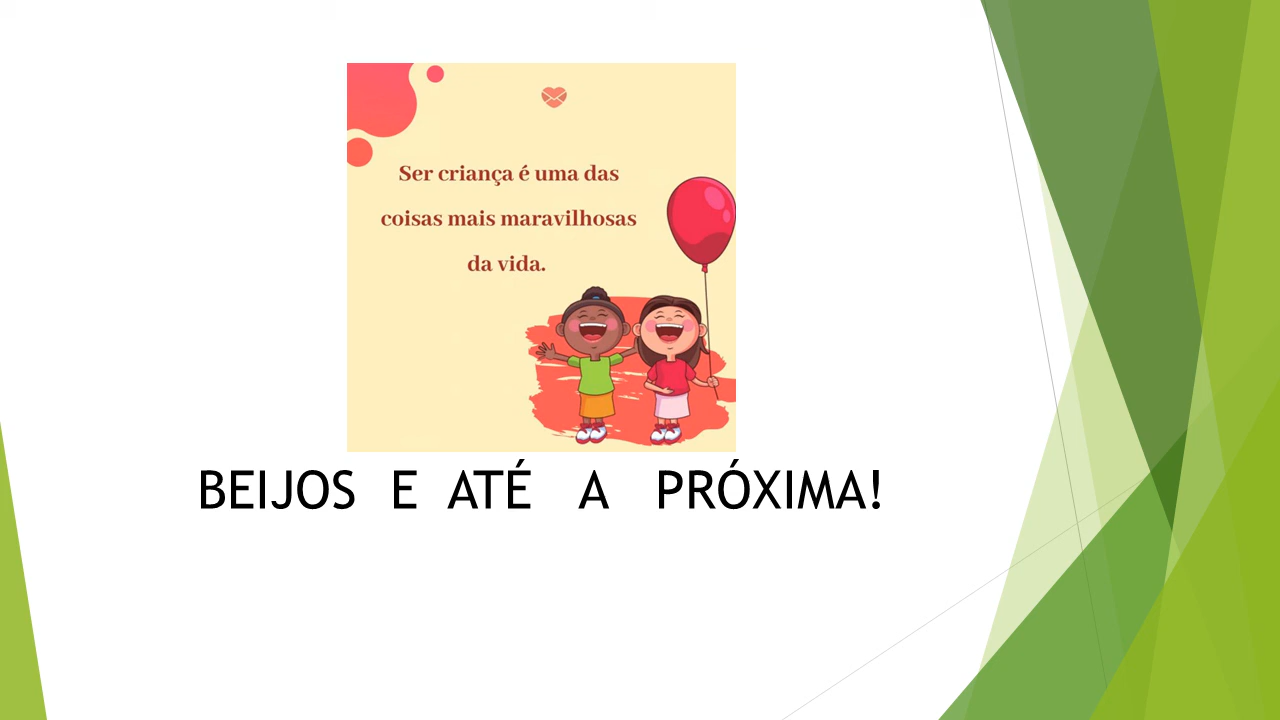 Ser criança é uma das
coisas mais maravilhosas
da vida.
BEIJOS E ATÉ A PRÓXIMA!